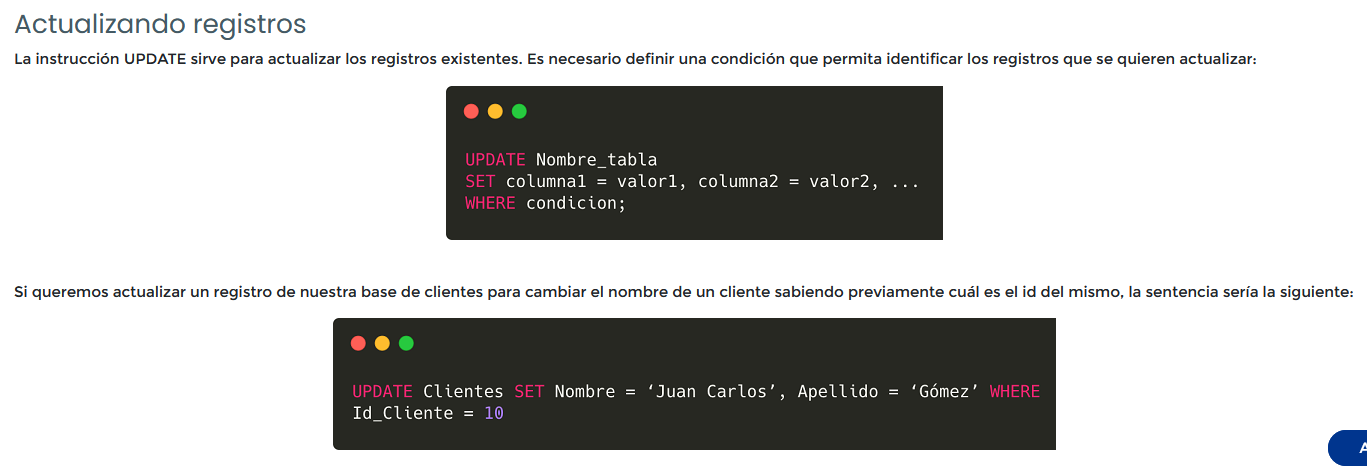 Actualizando registros
La instrucción UPDATE sirve para actualizar los registros existentes. Es necesario definir una condición que permita identificar los registros que se quieren actualizar:
UPDATE Nombre_tabla
SET columna1 = valor1, columna2 = valor2, ...
WHERE condicion;
Si queremos actualizar un registro de nuestra base de clientes para cambiar el nombre de un cliente sabiendo previamente cuál es el id del mismo, la sentencia sería la siguiente:
UPDATE Clientes SET Nombre = ‘Juan Carlos’, Apellido = ‘Gómez’ WHERE
Id_Cliente = 10